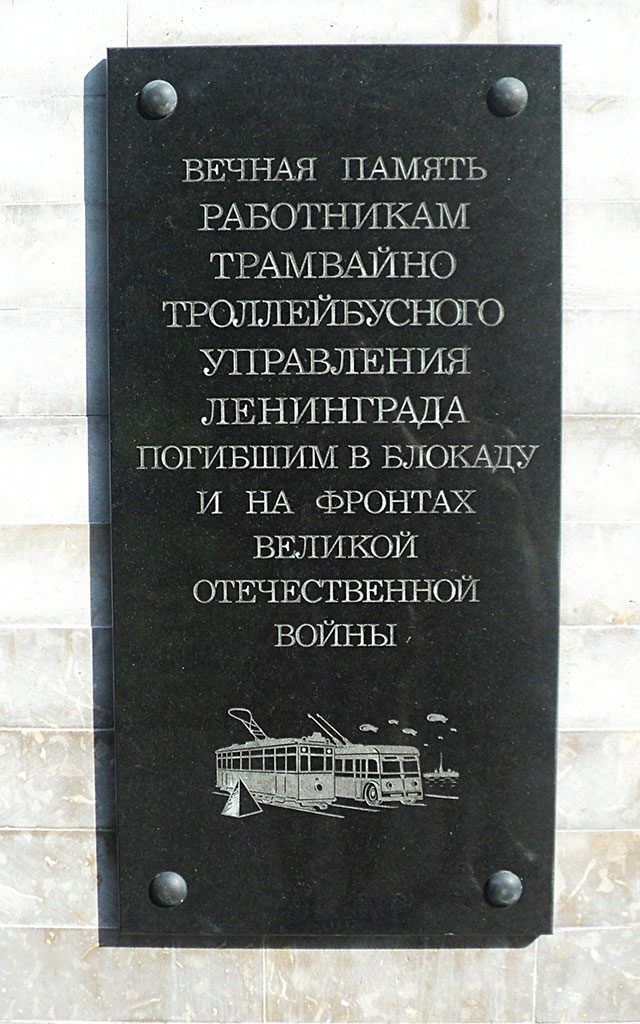 ВЕЧНАЯ ПАМЯТЬ
РАБОТНИКАМ
ТРАМВАЙНО
ТРОЛЛЕЙБУСНОГО
УПРАВЛЕНИЯ
ЛЕНИНГРАДА
ПОГИБШИМ В БЛОКАДУ
И НА ФРОНТАХ
ВЕЛИКОЙ
ОТЕЧЕСТВЕННОЙ
ВОЙНЫ